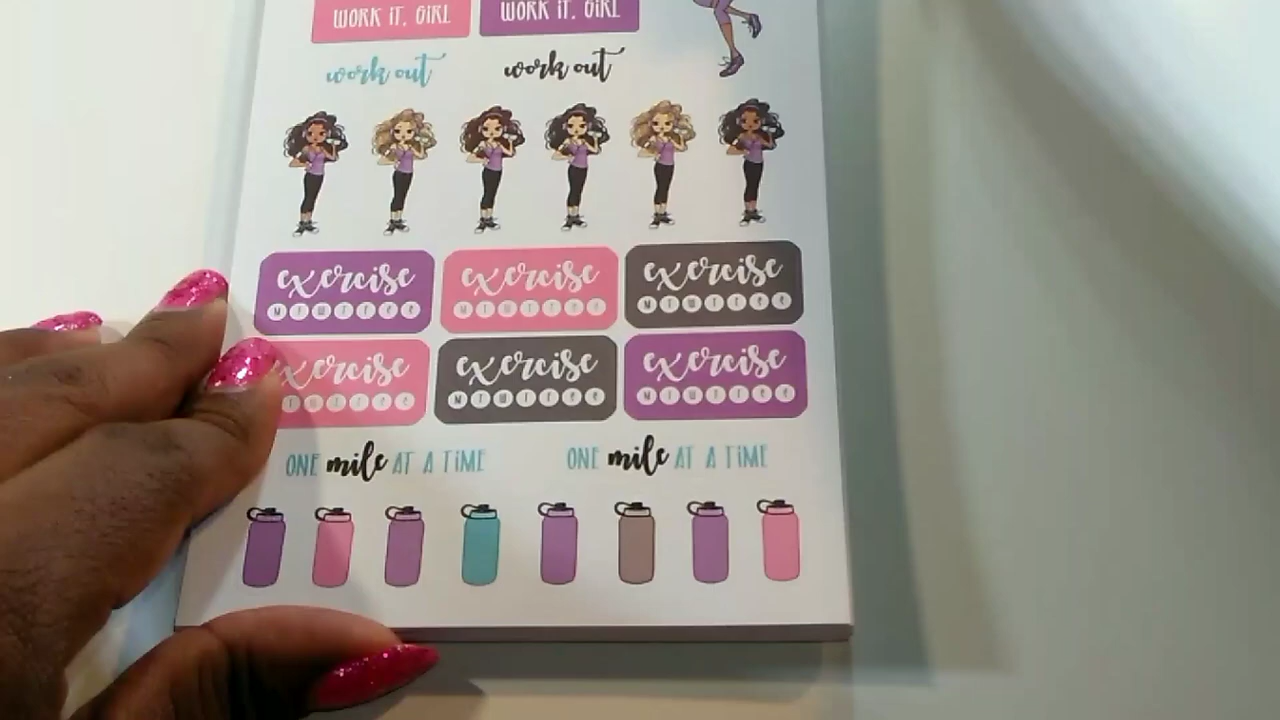 WORK IT, GIRL WORK IT, GIRL
work out work out
exercise exercise exercise
exercise exercise exercise
ONE mile AT A TIME ONE mile AT A TIME